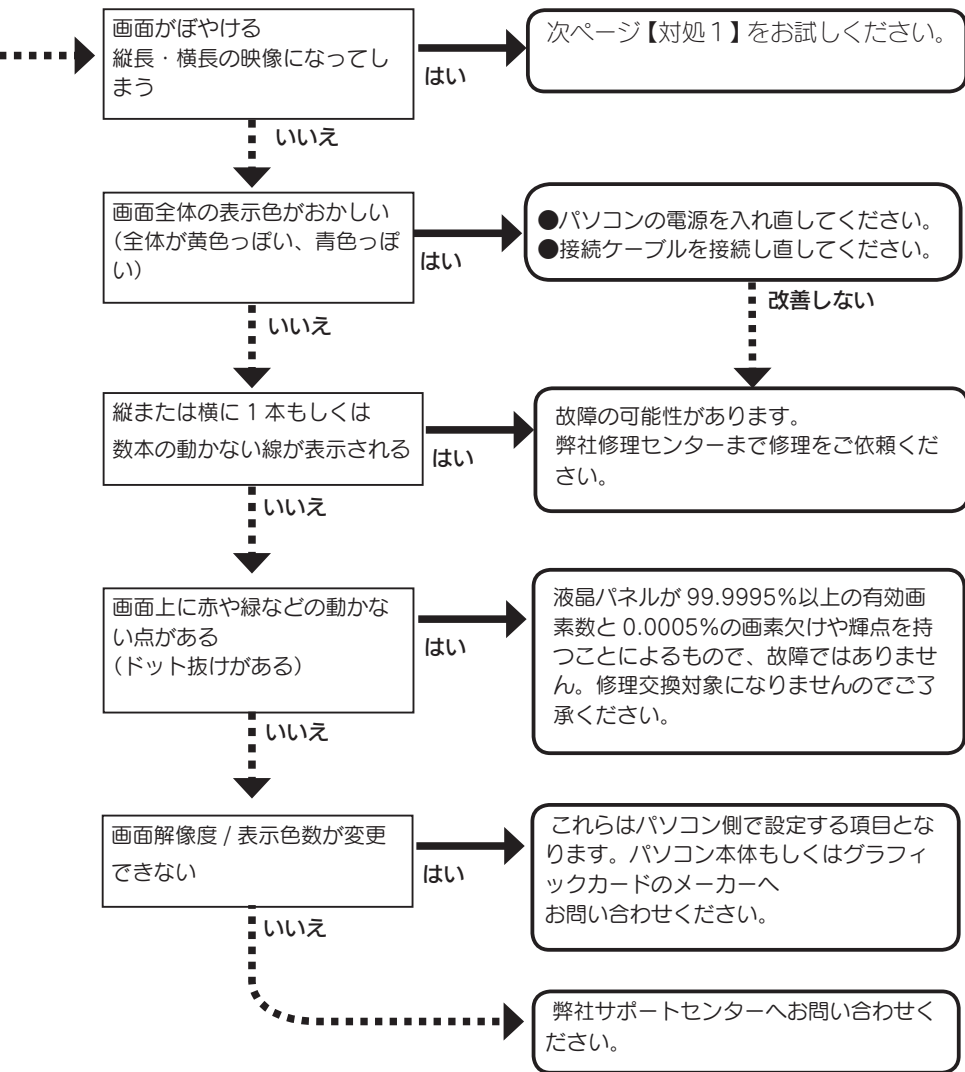 画面がぼやける
縦長・横長の映像になってし
まう
はい
次ページ【対処1】をお試しください。
いいえ
画面全体の表示色がおかしい
（全体が黄色っぽい、青色っぽ
い）
はい
●パソコンの電源を入れ直してください。
●接続ケーブルを接続し直してください。
改善しない
いいえ
縦または横に1本もしくは
数本の動かない線が表示される
はい
故障の可能性があります。
弊社修理センターまで修理をご依頼くだ
さい。
いいえ
画面上に赤や緑などの動かな
い点がある
（ドット抜けがある）
はい
液晶パネルが 99.9995%以上の有効画
素数と 0.0005%の画素欠けや輝点を持
つことによるもので、故障ではありませ
ん。修理交換対象になりませんのでご了
承ください。
いいえ
画面解像度 / 表示色数が変更
できない
はい
これらはパソコン側で設定する項目とな
ります。パソコン本体もしくはグラフィ
ックカードのメーカーへ
お問い合わせください。
いいえ
弊社サポートセンターへお問い合わせく
ださい。